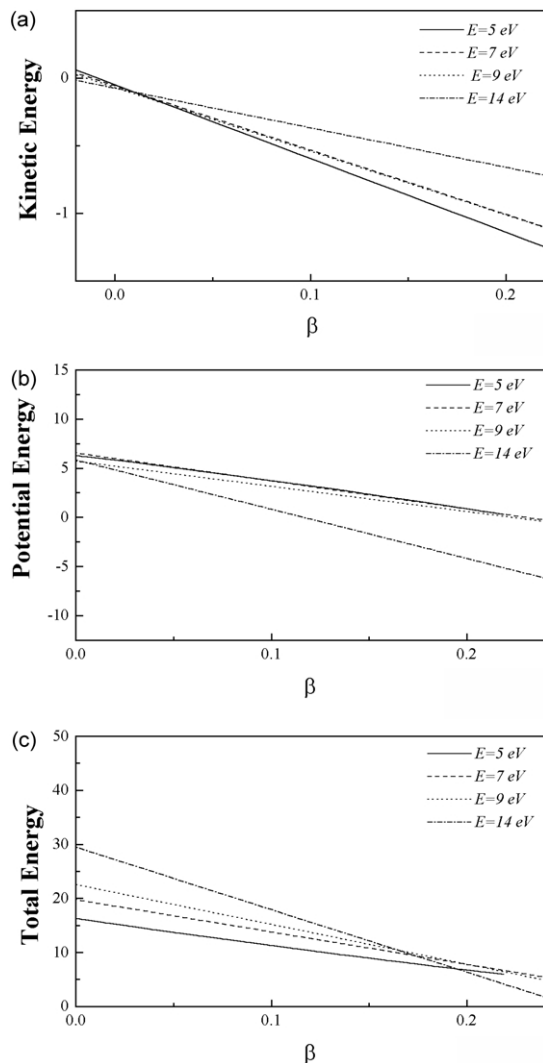 (a)
Kinetic Energy
0
-1
E=5 eV
E=7 eV
E=9 eV
E=14 eV
0.0
0.1
0.2
β
(b)
Potential Energy
15
10
5
0
-5
-10
E=5 eV
E=7 eV
E=9 eV
E=14 eV
0.0
0.1
0.2
β
(c)
Total Energy
50
40
30
20
10
0
E=5 eV
E=7 eV
E=9 eV
E=14 eV
0.0
0.1
0.2
β